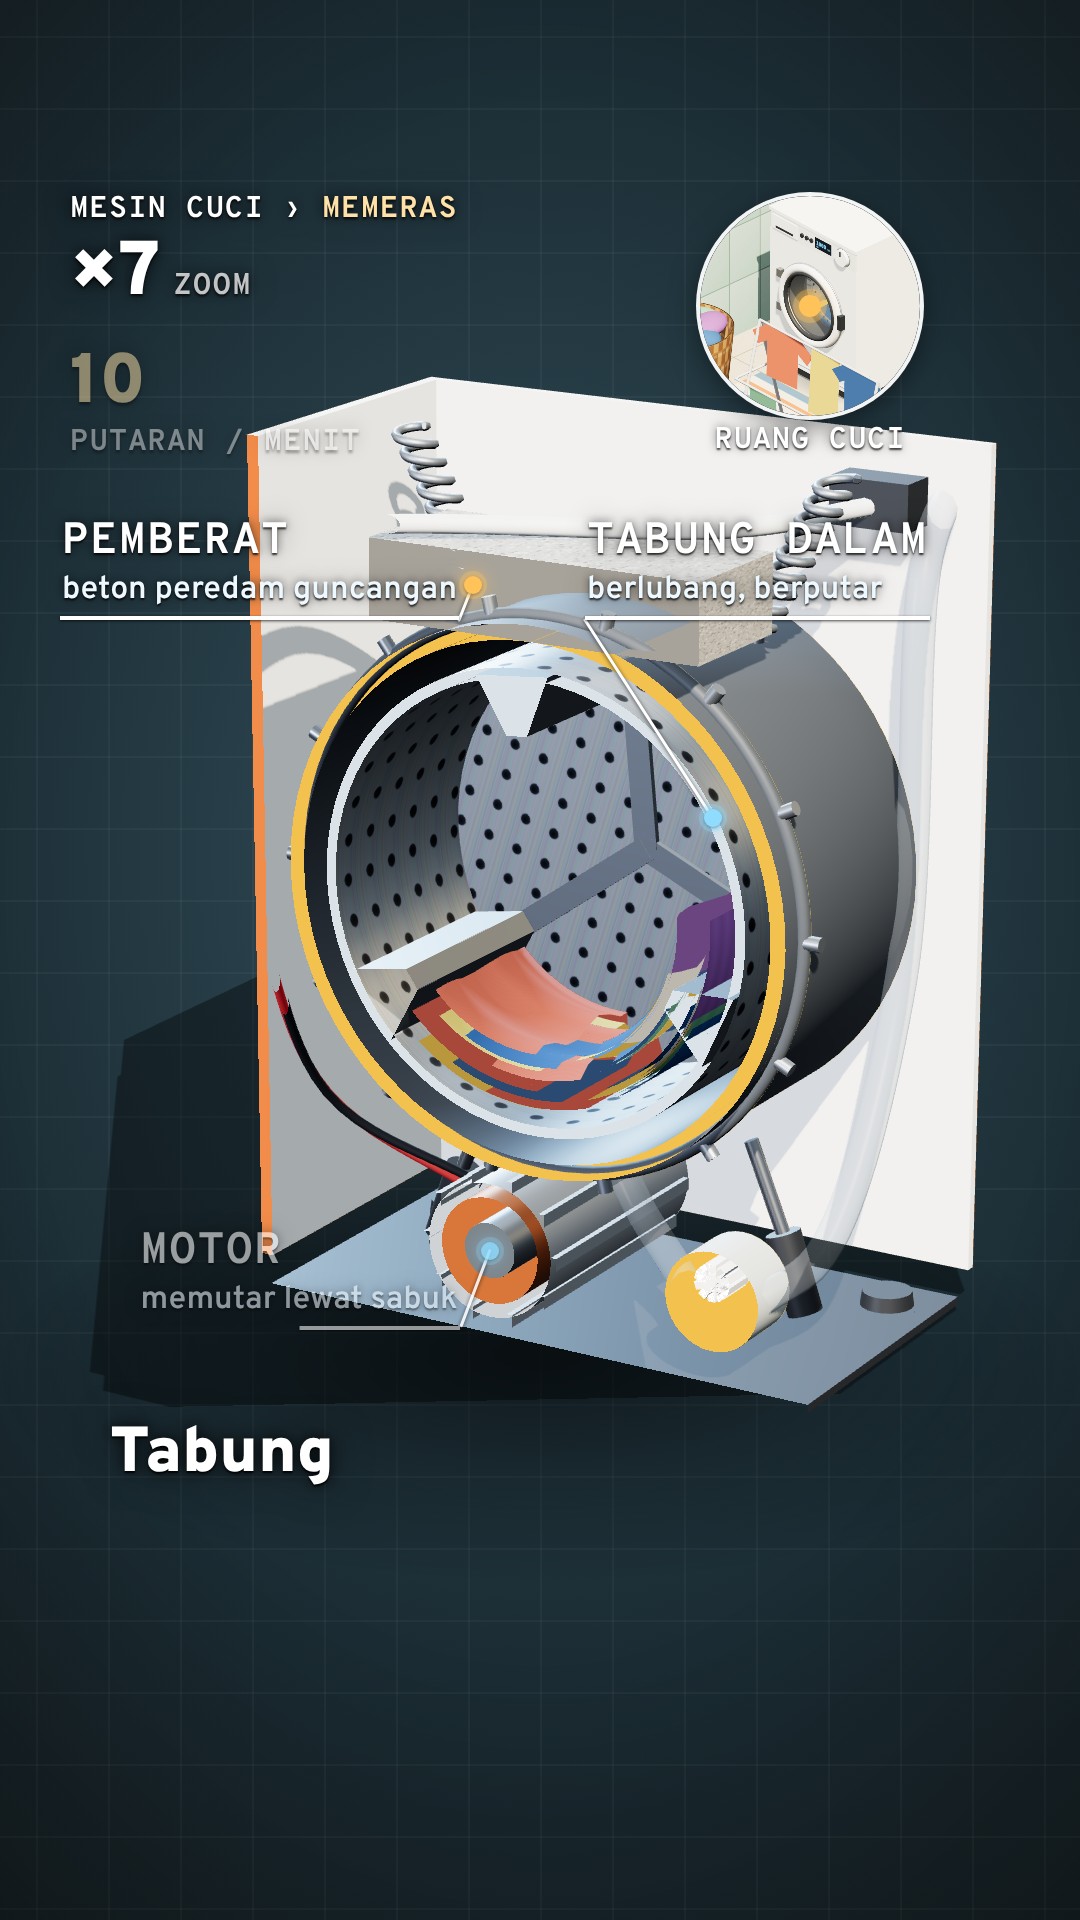 MESIN CUCI › MEMERAS
×7 ZOOM
10
PUTARAN / MENIT
RUANG CUCI
PEMBERAT
beton peredam guncangan
TABUNG DALAM
berlubang, berputar
MOTOR
memutar lewat sabuk
Tabung